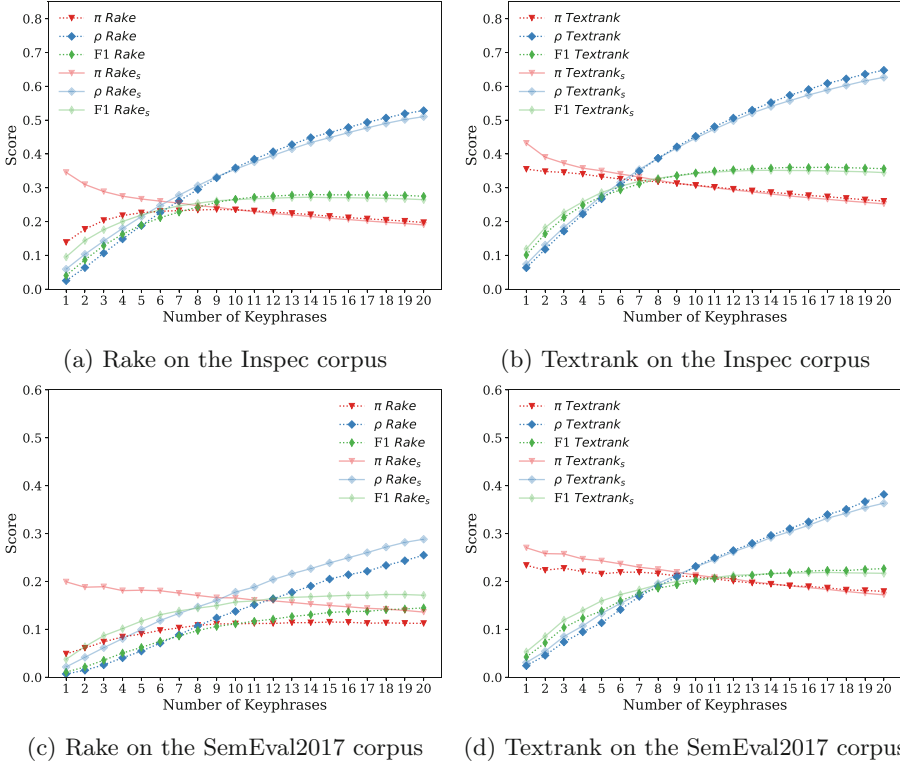 0.8
0.7
0.6
0.5
0.4
0.3
0.2
0.1
0.0
Score
π Rake
ρ Rake
F1 Rake
π Rakeₛ
ρ Rakeₛ
F1 Rakeₛ
1 2 3 4 5 6 7 8 9 10 11 12 13 14 15 16 17 18 19 20
Number of Keyphrases
(a) Rake on the Inspec corpus
0.8
0.7
0.6
0.5
0.4
0.3
0.2
0.1
0.0
Score
π Textrank
ρ Textrank
F1 Textrank
π Textrankₛ
ρ Textrankₛ
F1 Textrankₛ
1 2 3 4 5 6 7 8 9 10 11 12 13 14 15 16 17 18 19 20
Number of Keyphrases
(b) Textrank on the Inspec corpus
0.6
0.5
0.4
0.3
0.2
0.1
0.0
Score
π Rake
ρ Rake
F1 Rake
π Rakeₛ
ρ Rakeₛ
F1 Rakeₛ
1 2 3 4 5 6 7 8 9 10 11 12 13 14 15 16 17 18 19 20
Number of Keyphrases
(c) Rake on the SemEval2017 corpus
0.6
0.5
0.4
0.3
0.2
0.1
0.0
Score
π Textrank
ρ Textrank
F1 Textrank
π Textrankₛ
ρ Textrankₛ
F1 Textrankₛ
1 2 3 4 5 6 7 8 9 10 11 12 13 14 15 16 17 18 19 20
Number of Keyphrases
(d) Textrank on the SemEval2017 corpus